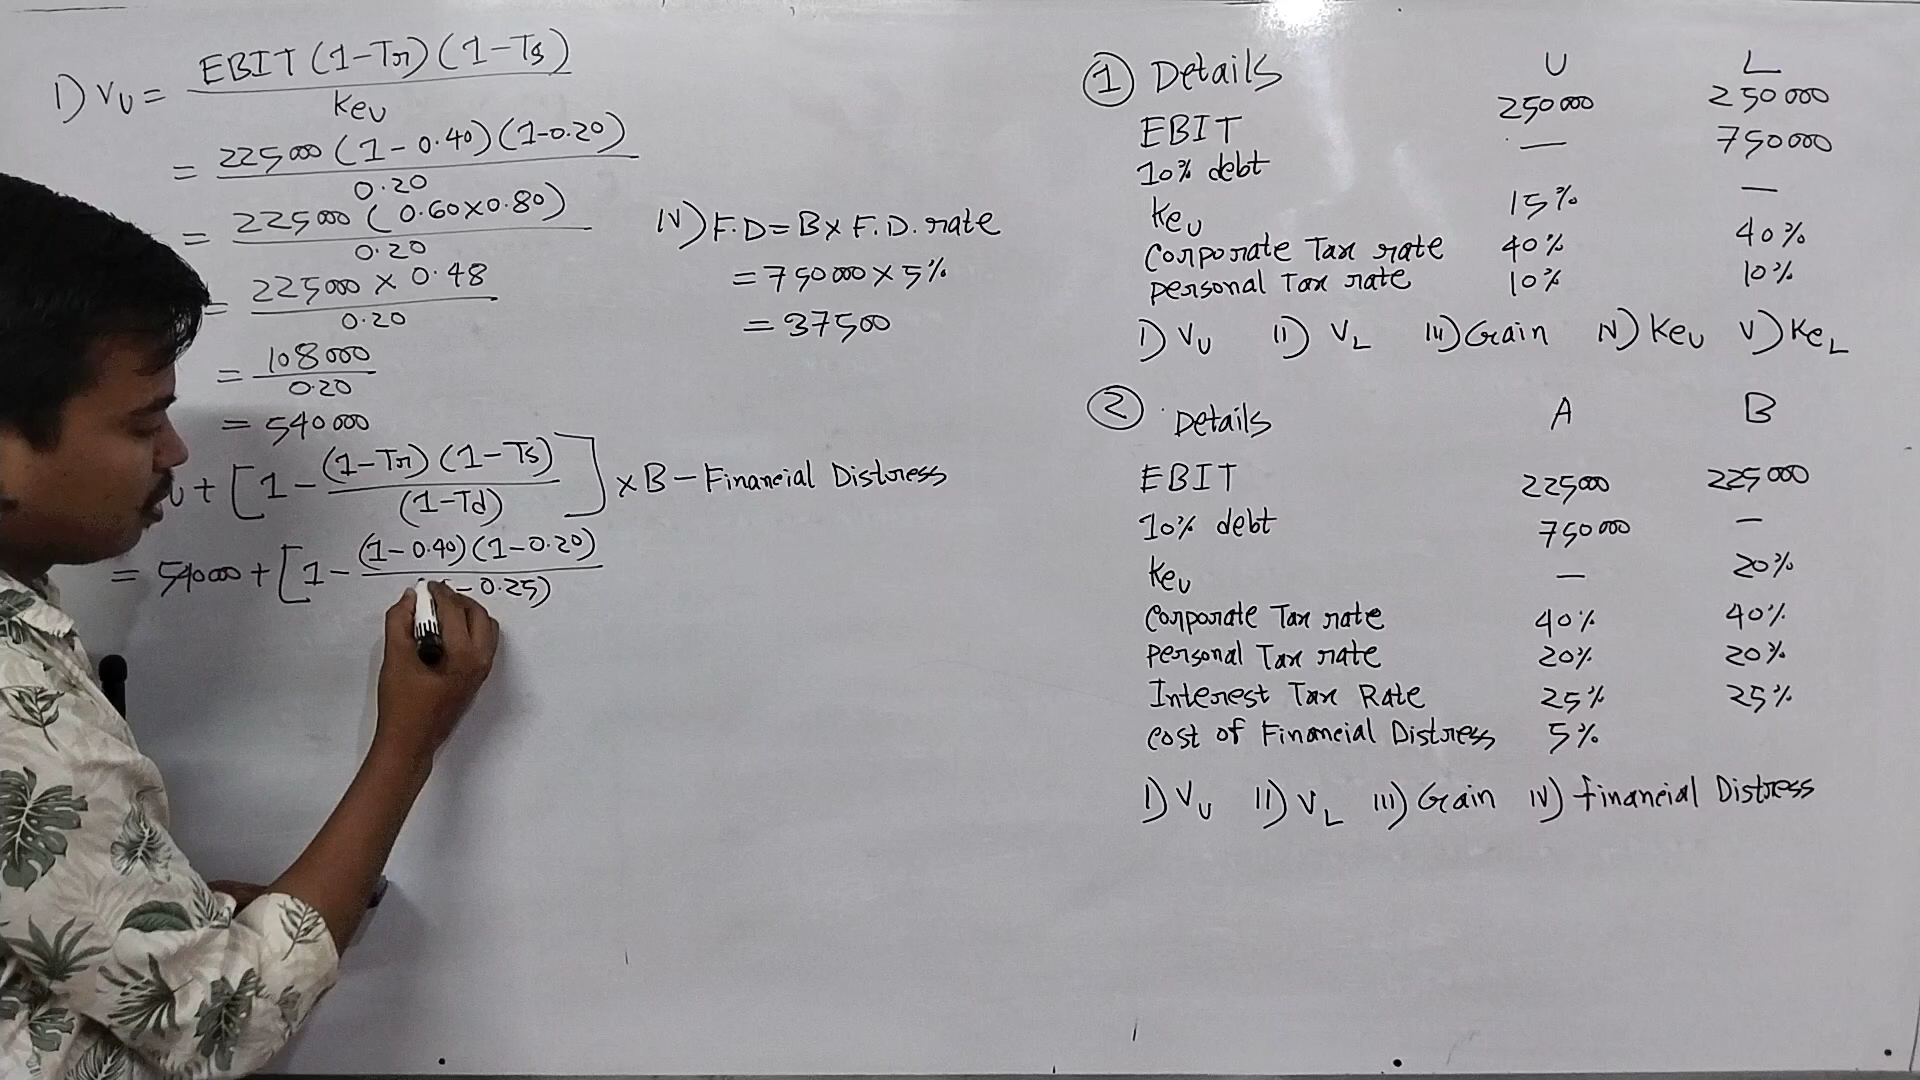 1) VU = EBIT (1-Tr) (1-Ts) / KeU
= 225000 (1-0.40) (1-0.20) / 0.20
= 225000 (0.60x0.80) / 0.20
= 225000 x 0.48 / 0.20
= 108000 / 0.20
= 540000
U + [1 - (1-Tr) (1-Ts) / (1-Td)] x B - Financial Distress
= 540000 + [1 - (1-0.40) (1-0.20) / - 0.25)
IV) F.D = B x F.D. rate
= 750000 x 5%
= 37500
1 Details U L
EBIT 250000 250000
10% debt — 750000
KeU 15% —
Corporate Tax rate 40% 40%
personal Tax rate 10% 10%
I) VU II) VL III) Gain IV) KeU V) KeL
2 Details A B
EBIT 225000 225000
10% debt 750000 —
KeU — 20%
Corporate Tax rate 40% 40%
personal Tax rate 20% 20%
Interest Tax Rate 25% 25%
Cost of Financial Distress 5%
I) VU II) VL III) Gain IV) financial Distress